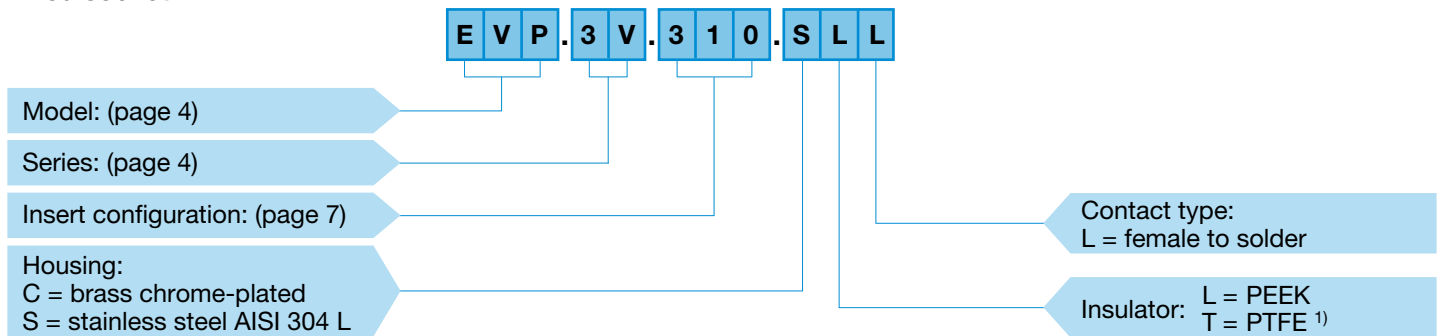 EVP.3V.310.SLL
Model: (page 4)
Series: (page 4)
Insert configuration: (page 7)
Housing:
C = brass chrome-plated
S = stainless steel AISI 304 L
Contact type:
L = female to solder
Insulator: L = PEEK
T = PTFE 1)